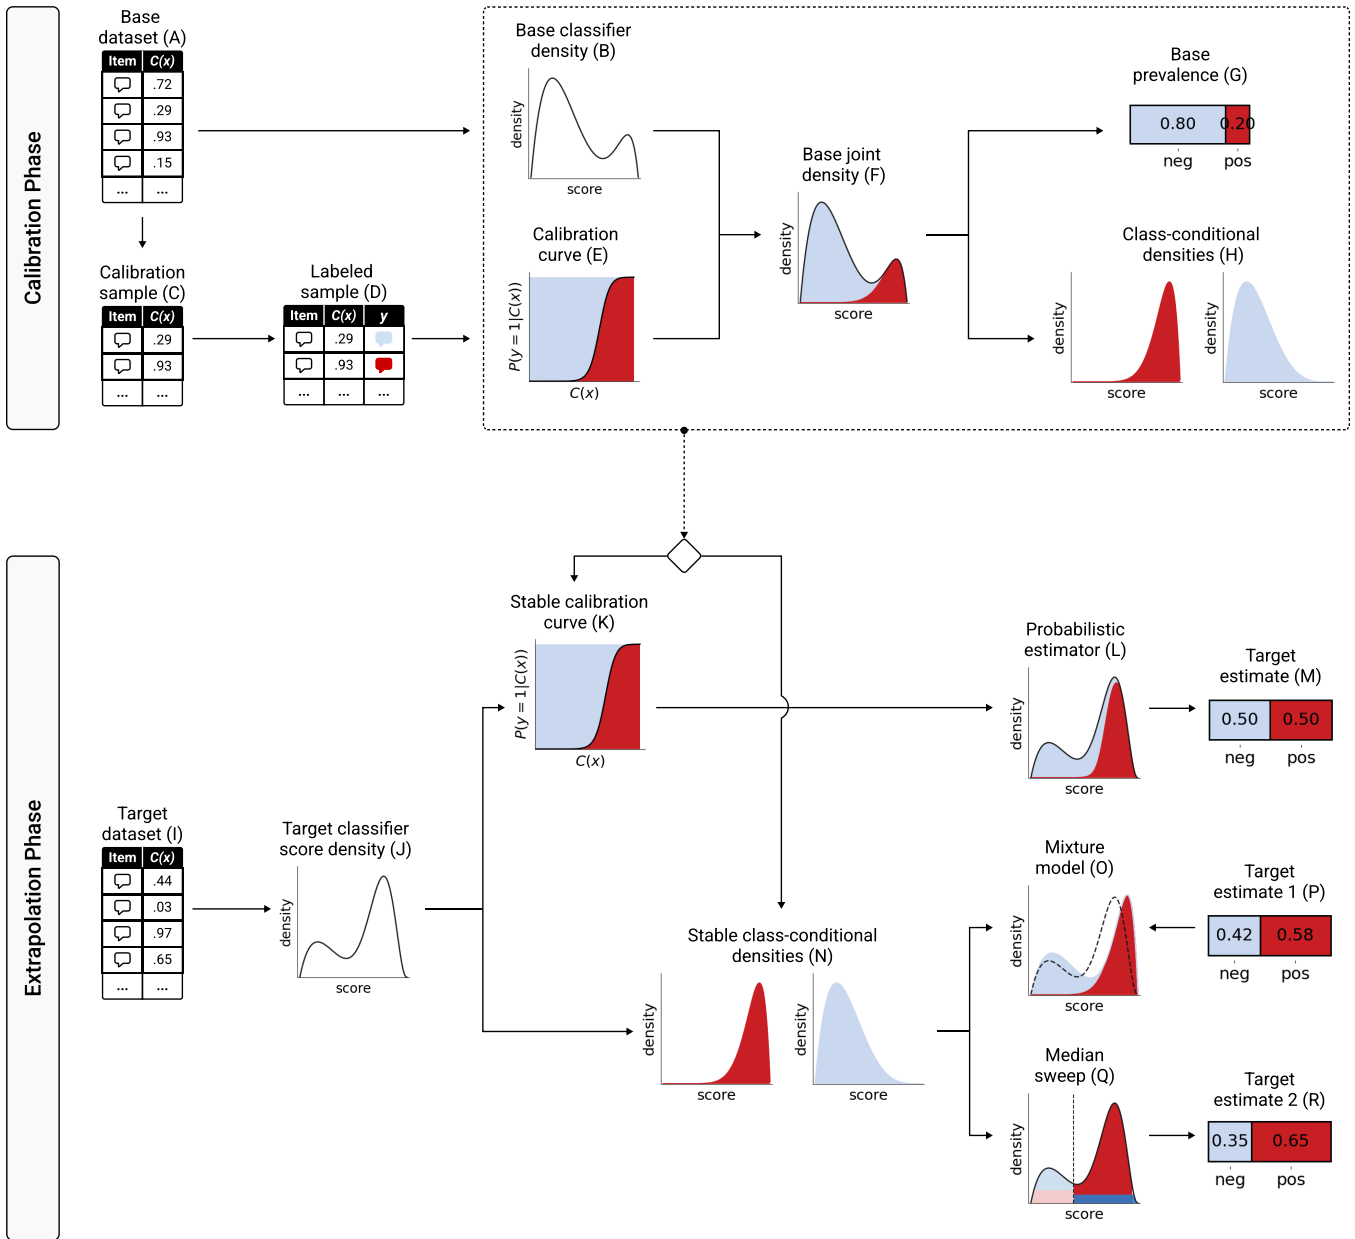 Calibration Phase
Base
dataset (A)
Item C(x)
.72
.29
.93
.15
... ...
Calibration
sample (C)
Item C(x)
.29
.93
... ...
Labeled
sample (D)
Item C(x) y
.29
.93
... ... ...
Base classifier
density (B)
density
score
Calibration
curve (E)
P(y = 1|C(x))
C(x)
Base joint
density (F)
density
score
Base
prevalence (G)
0.80 0.20
neg pos
Class-conditional
densities (H)
density
score
density
score
Extrapolation Phase
Target
dataset (I)
Item C(x)
.44
.03
.97
.65
... ...
Target classifier
score density (J)
density
score
Stable calibration
curve (K)
P(y = 1|C(x))
C(x)
Probabilistic
estimator (L)
density
score
Target
estimate (M)
0.50 0.50
neg pos
Stable class-conditional
densities (N)
density
score
density
score
Mixture
model (O)
density
score
Target
estimate 1 (P)
0.42 0.58
neg pos
Median
sweep (Q)
density
score
Target
estimate 2 (R)
0.35 0.65
neg pos